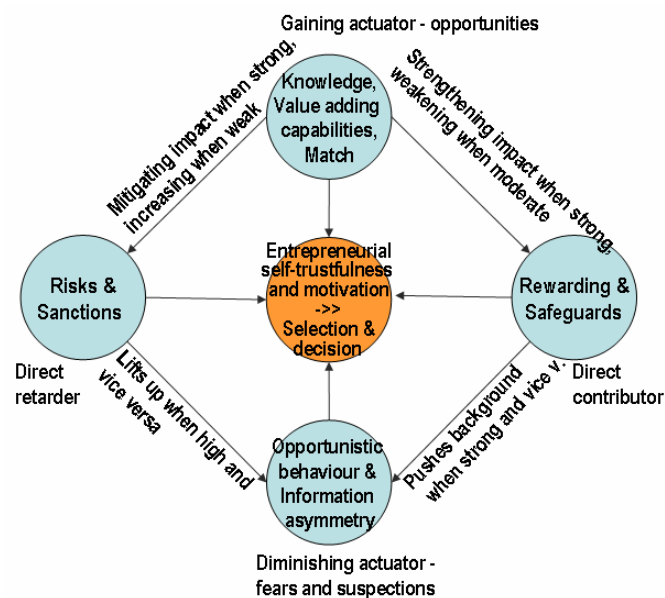 Gaining actuator - opportunities
Mitigating impact when strong,
increasing when weak
Knowledge,
Value adding
capabilities,
Match
Strengthening impact when strong,
weakening when moderate
Risks &
Sanctions
Entrepreneurial
self-trustfulness
and motivation
->>
Selection &
decision
Rewarding &
Safeguards
Direct
retarder
Direct
contributor
Lifts up when high and
vice versa
Pushes background
when strong and vice v.
Opportunistic
behaviour &
Information
asymmetry
Diminishing actuator -
fears and suspections